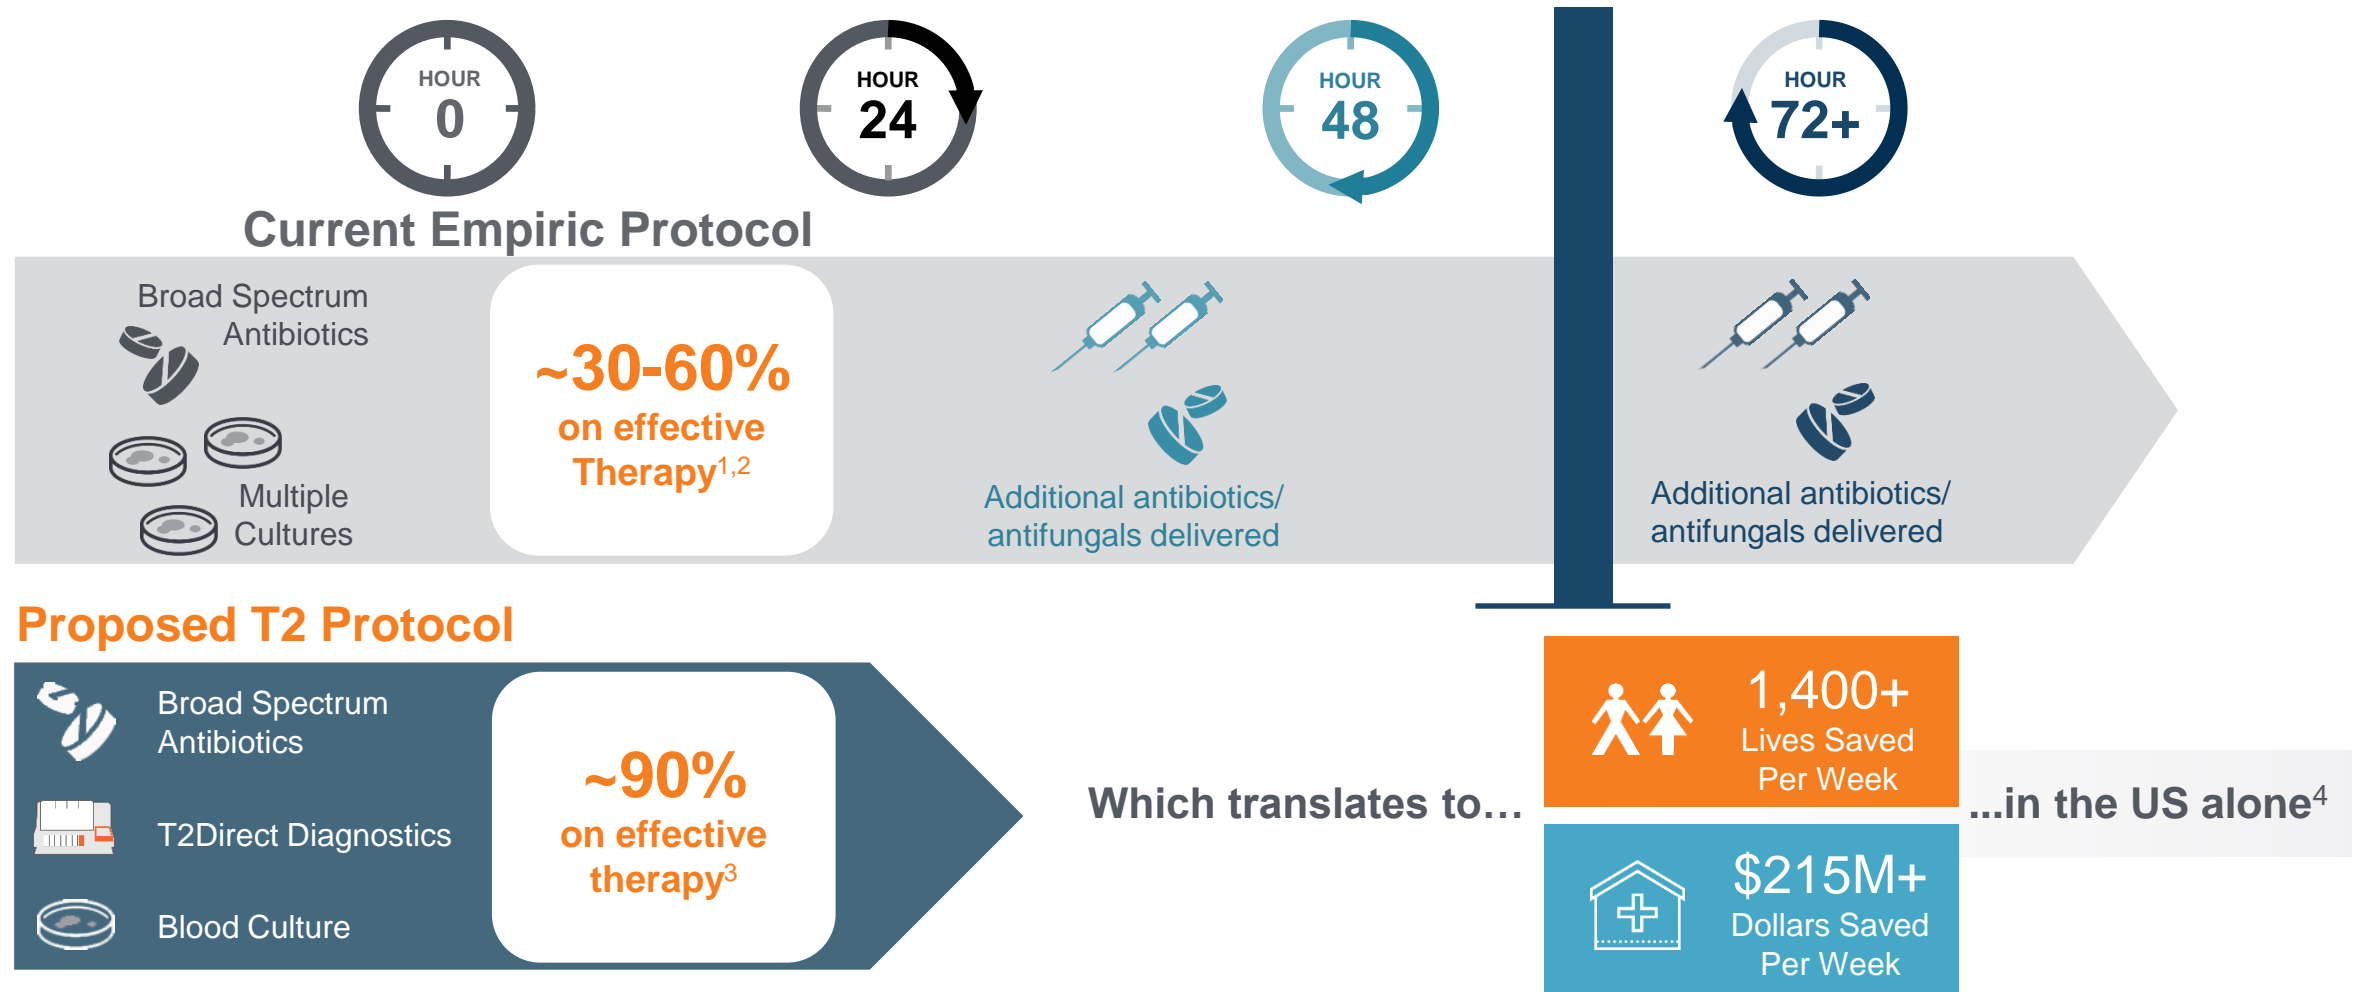 HOUR
0
HOUR
24
HOUR
48
HOUR
72+
Current Empiric Protocol
Broad Spectrum
Antibiotics
Multiple
Cultures
~30-60%
on effective
Therapy1,2
Additional antibiotics/
antifungals delivered
Additional antibiotics/
antifungals delivered
Proposed T2 Protocol
Broad Spectrum
Antibiotics
T2Direct Diagnostics
Blood Culture
~90%
on effective
therapy3
Which translates to...
1,400+
Lives Saved
Per Week
$215M+
Dollars Saved
Per Week
...in the US alone4